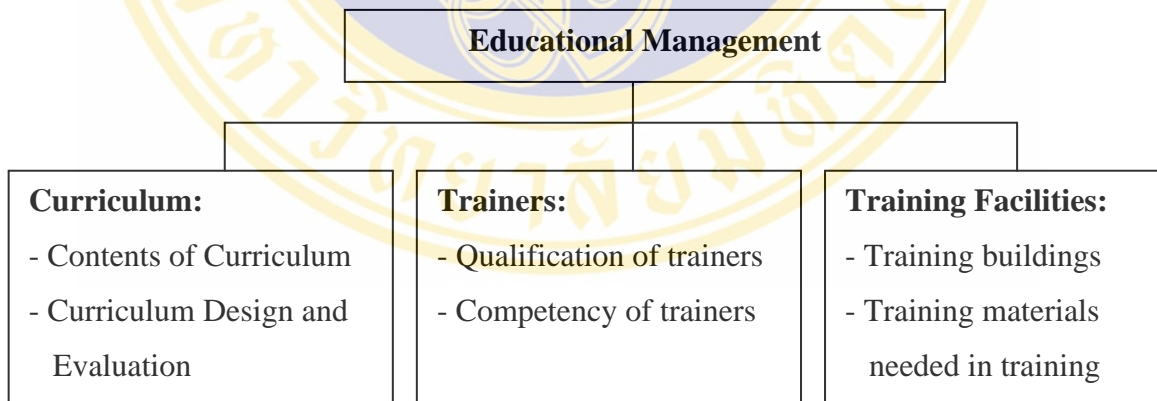 Educational Management
Curriculum:
- Contents of Curriculum
- Curriculum Design and
Evaluation
Trainers:
- Qualification of trainers
- Competency of trainers
Training Facilities:
- Training buildings
- Training materials
needed in training